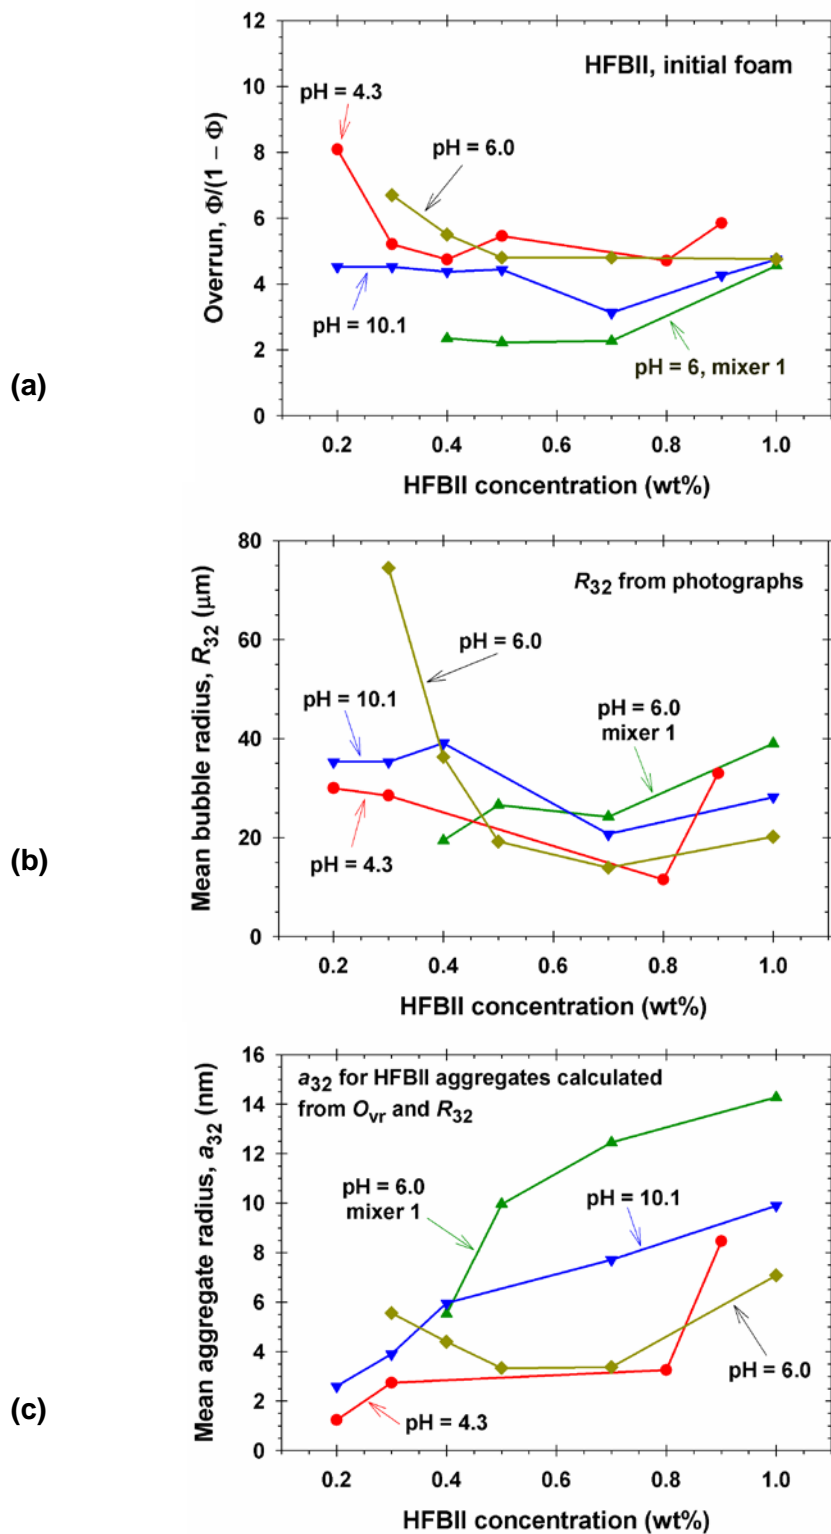 (a)
Overrun, Φ/(1 − Φ)
12
10
8
6
4
2
0
HFBII, initial foam
pH = 4.3
pH = 6.0
pH = 10.1
pH = 6, mixer 1
0.2 0.4 0.6 0.8 1.0
HFBII concentration (wt%)
(b)
Mean bubble radius, R32 (μm)
80
60
40
20
0
R32 from photographs
pH = 6.0
pH = 10.1
pH = 6.0
mixer 1
pH = 4.3
0.2 0.4 0.6 0.8 1.0
HFBII concentration (wt%)
(c)
Mean aggregate radius, a32 (nm)
16
14
12
10
8
6
4
2
0
a32 for HFBII aggregates calculated
from Ovr and R32
pH = 6.0
mixer 1
pH = 10.1
pH = 6.0
pH = 4.3
0.2 0.4 0.6 0.8 1.0
HFBII concentration (wt%)